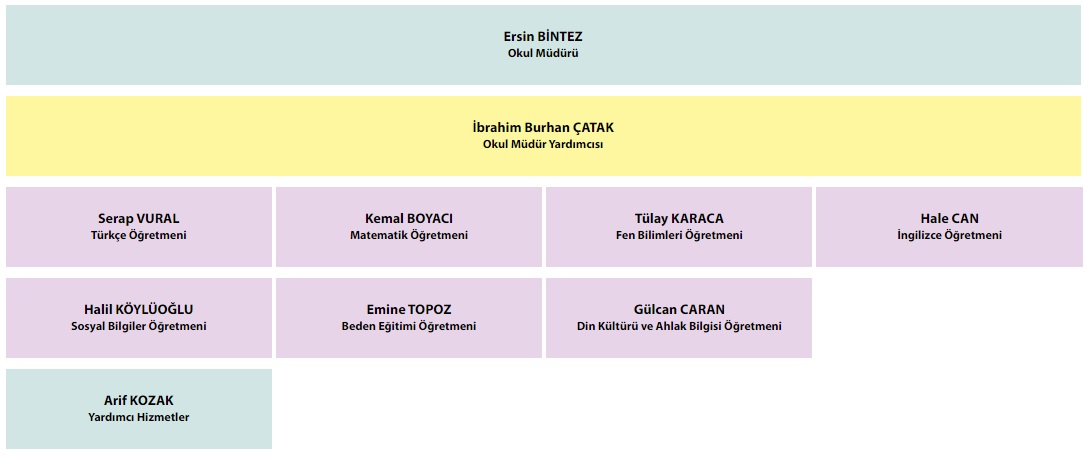 Ersin BİNTEZ
Okul Müdürü
İbrahim Burhan ÇATAK
Okul Müdür Yardımcısı
Serap VURAL
Türkçe Öğretmeni
Kemal BOYACI
Matematik Öğretmeni
Tülay KARACA
Fen Bilimleri Öğretmeni
Hale CAN
İngilizce Öğretmeni
Halil KÖYLÜOĞLU
Sosyal Bilgiler Öğretmeni
Emine TOPOZ
Beden Eğitimi Öğretmeni
Gülcan CARAN
Din Kültürü ve Ahlak Bilgisi Öğretmeni
Arif KOZAK
Yardımcı Hizmetler